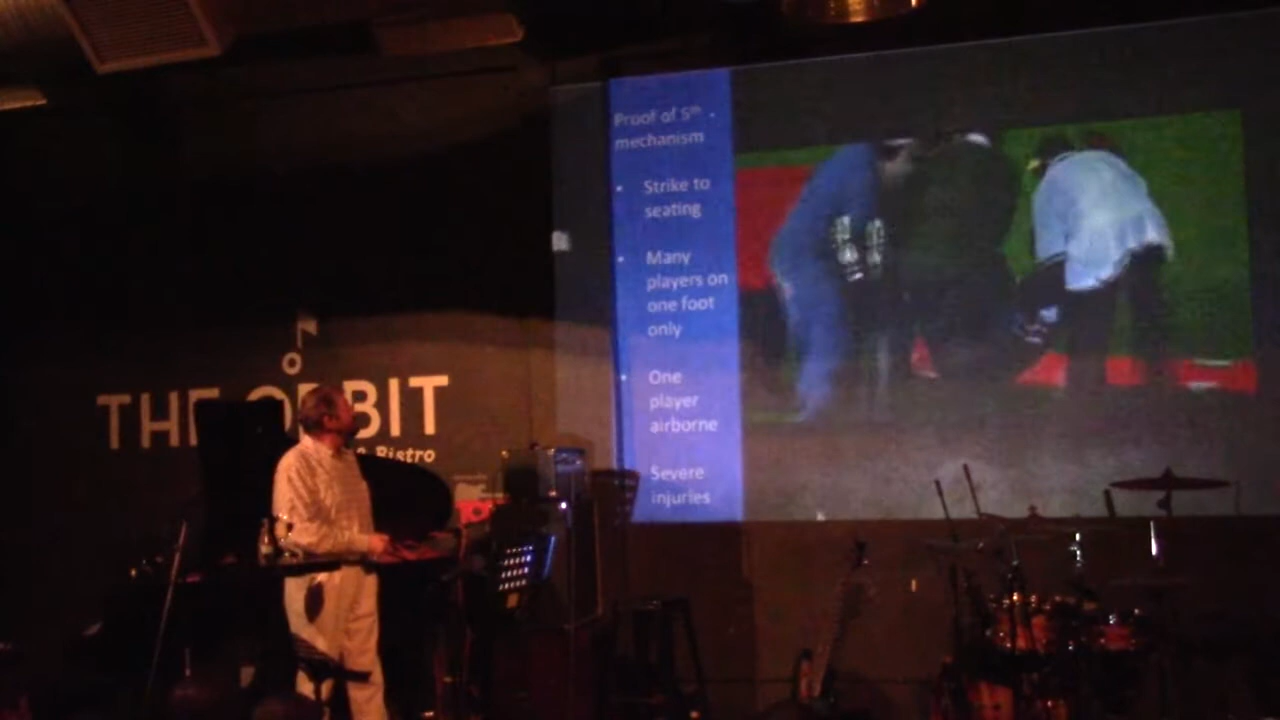 Proof of 5th
mechanism
• Strike to
seating
• Many
players on
one foot
only
• One
player
airborne
Severe
injuries
THE ORBIT
& Bistro